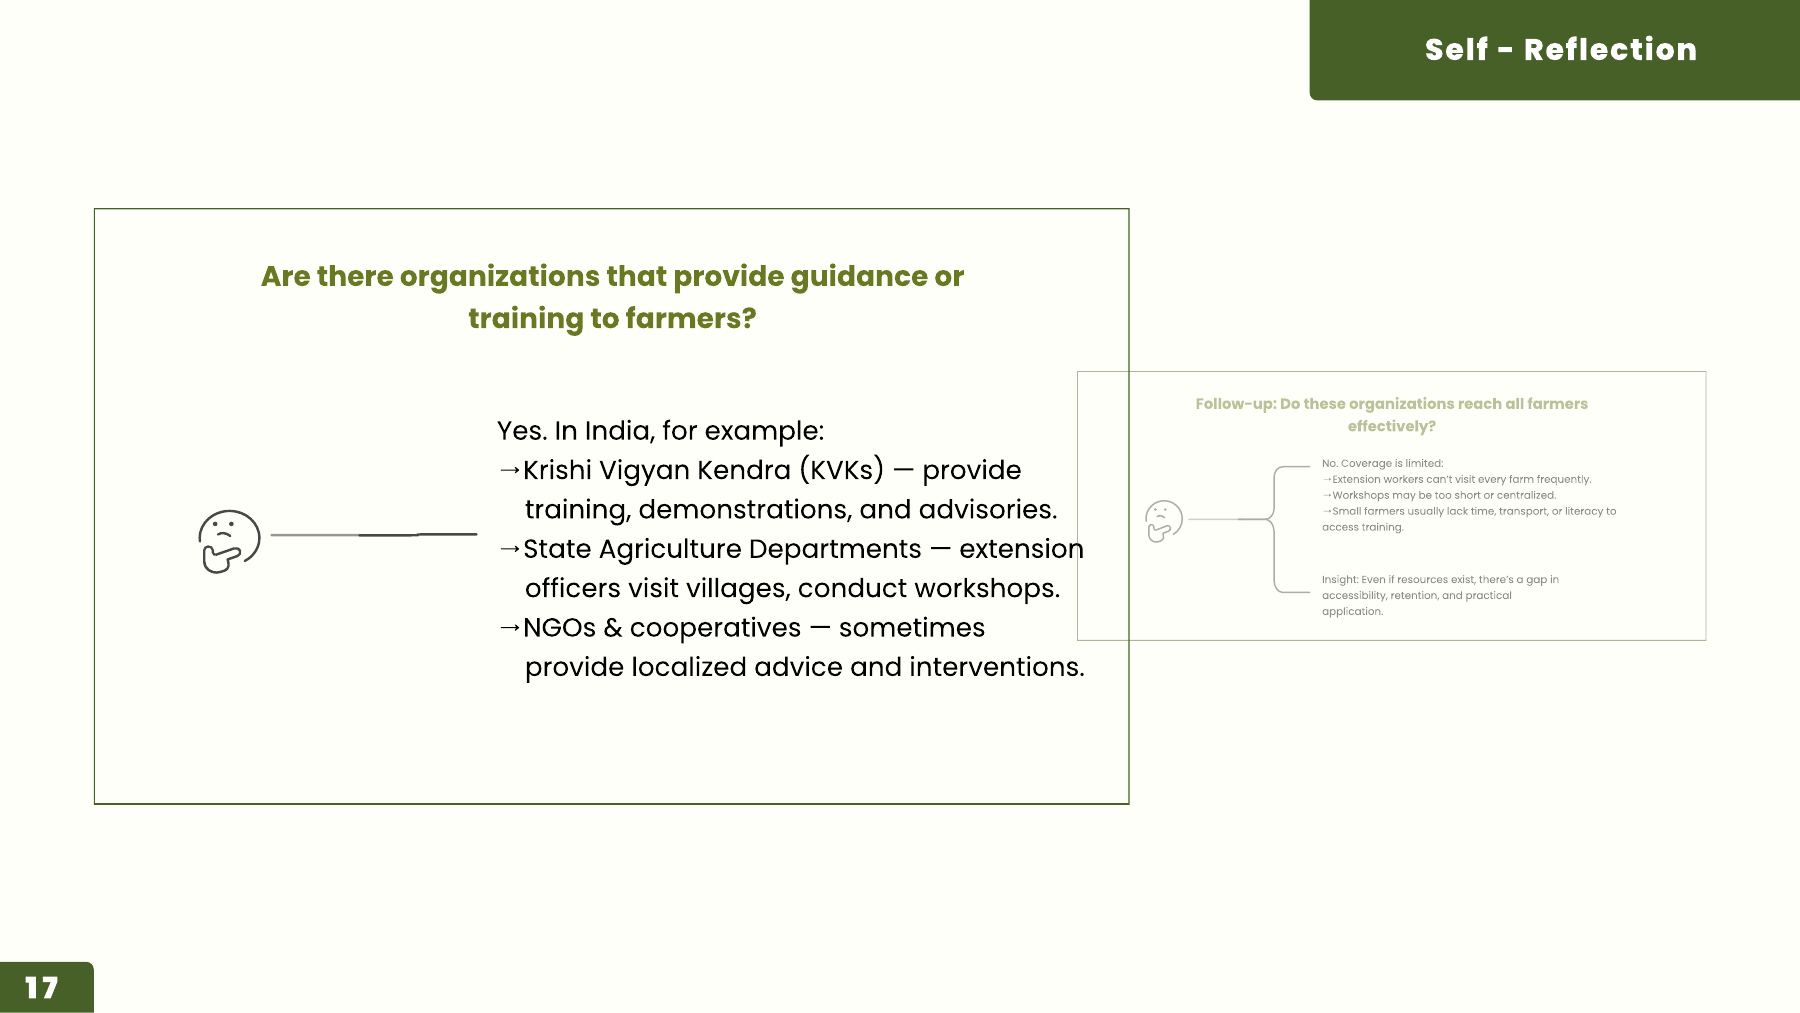 Self - Reflection
Are there organizations that provide guidance or
training to farmers?
Yes. In India, for example:
→Krishi Vigyan Kendra (KVKs) — provide
training, demonstrations, and advisories.
→State Agriculture Departments — extension
officers visit villages, conduct workshops.
→NGOs & cooperatives — sometimes
provide localized advice and interventions.
Follow-up: Do these organizations reach all farmers
effectively?
No. Coverage is limited:
→Extension workers can’t visit every farm frequently.
→Workshops may be too short or centralized.
→Small farmers usually lack time, transport, or literacy to
access training.
Insight: Even if resources exist, there’s a gap in
accessibility, retention, and practical
application.
17